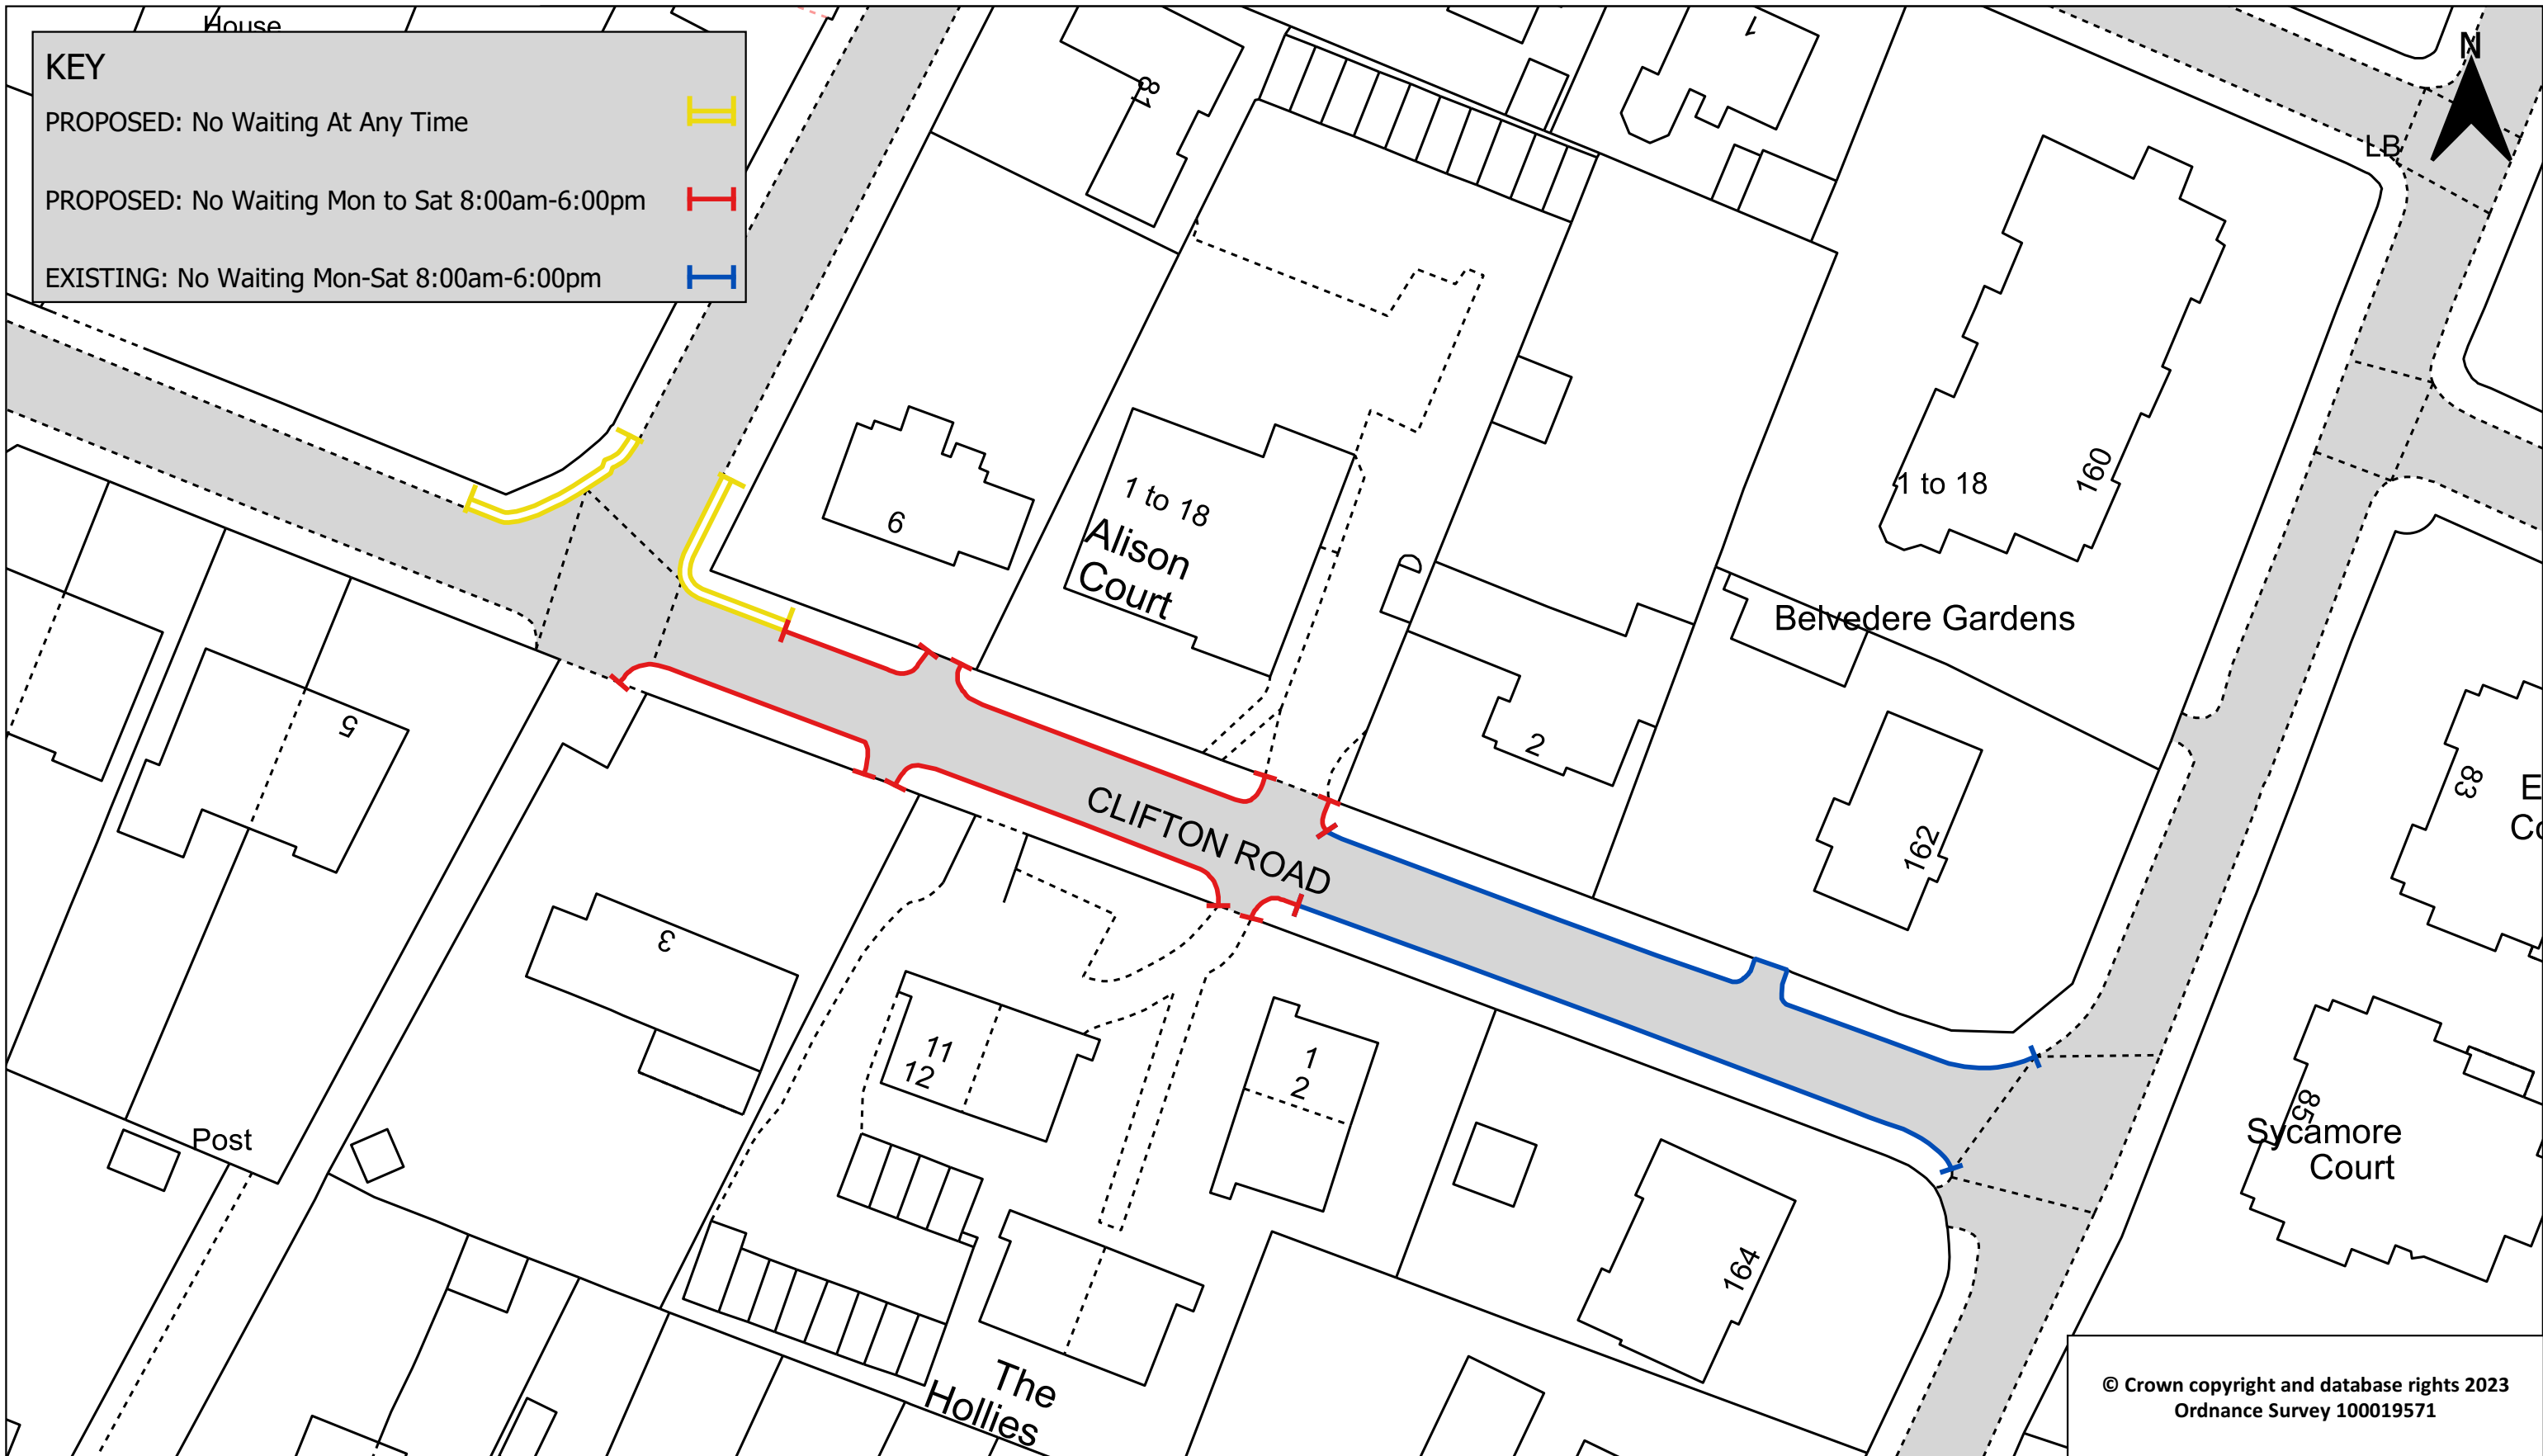 House
KEY
PROPOSED: No Waiting At Any Time
PROPOSED: No Waiting Mon to Sat 8:00am-6:00pm
EXISTING: No Waiting Mon-Sat 8:00am-6:00pm
N
LB
81
1
6
1 to 18
Alison
Court
D
1 to 18
160
Belvedere Gardens
2
162
83
E
Co
5
3
CLIFTON ROAD
11
12
1
2
Post
85
Sycamore
Court
164
The
Hollies
© Crown copyright and database rights 2023
Ordnance Survey 100019571